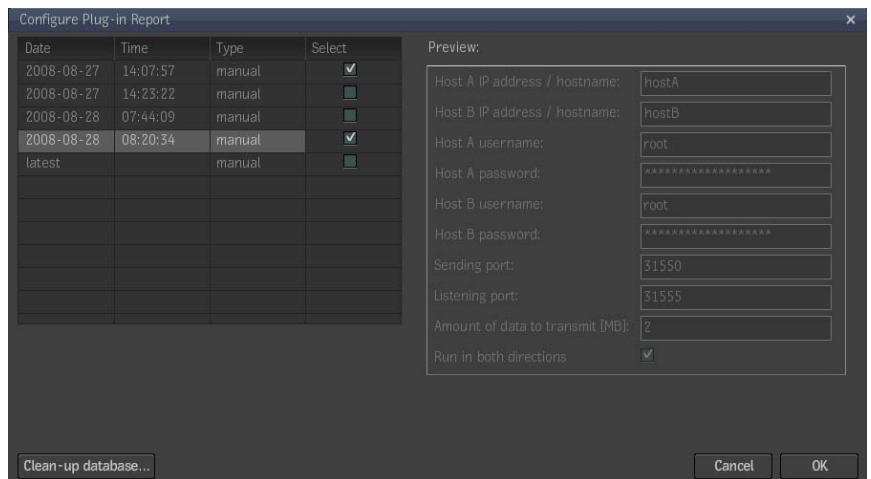 Configure Plug-in Report
Date Time Type Select
2008-08-27 14:07:57 manual
2008-08-27 14:23:22 manual
2008-08-28 07:44:09 manual
2008-08-28 08:20:34 manual
latest manual
Preview:
Host A IP address / hostname: hostA
Host B IP address / hostname: hostB
Host A username: root
Host A password: *******************
Host B username: root
Host B password: *******************
Sending port: 31550
Listening port: 31555
Amount of data to transmit [MB]: 2
Run in both directions
Clean-up database... Cancel OK